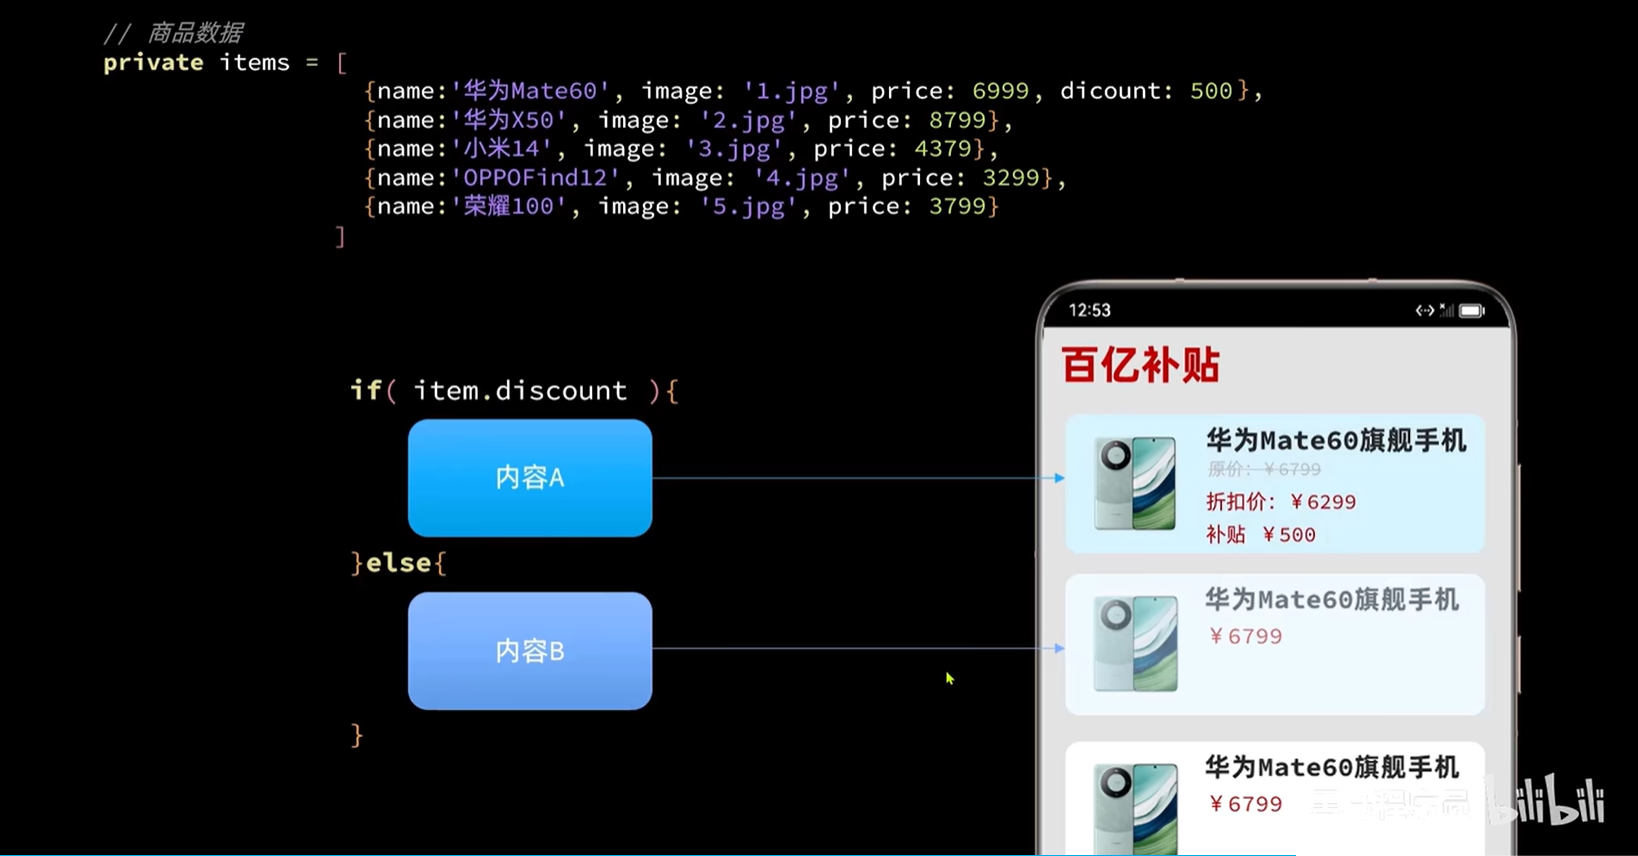 // 商品数据
private items = [
{name:'华为Mate60', image: '1.jpg', price: 6999, dicount: 500},
{name:'华为X50', image: '2.jpg', price: 8799},
{name:'小米14', image: '3.jpg', price: 4379},
{name:'OPPOFind12', image: '4.jpg', price: 3299},
{name:'荣耀100', image: '5.jpg', price: 3799}
]
if( item.discount ){
内容A
}else{
内容B
}
12:53
百亿补贴
华为Mate60旗舰手机
原价：￥6799
折扣价：￥6299
补贴 ￥500
华为Mate60旗舰手机
￥6799
华为Mate60旗舰手机
￥6799
bilibili